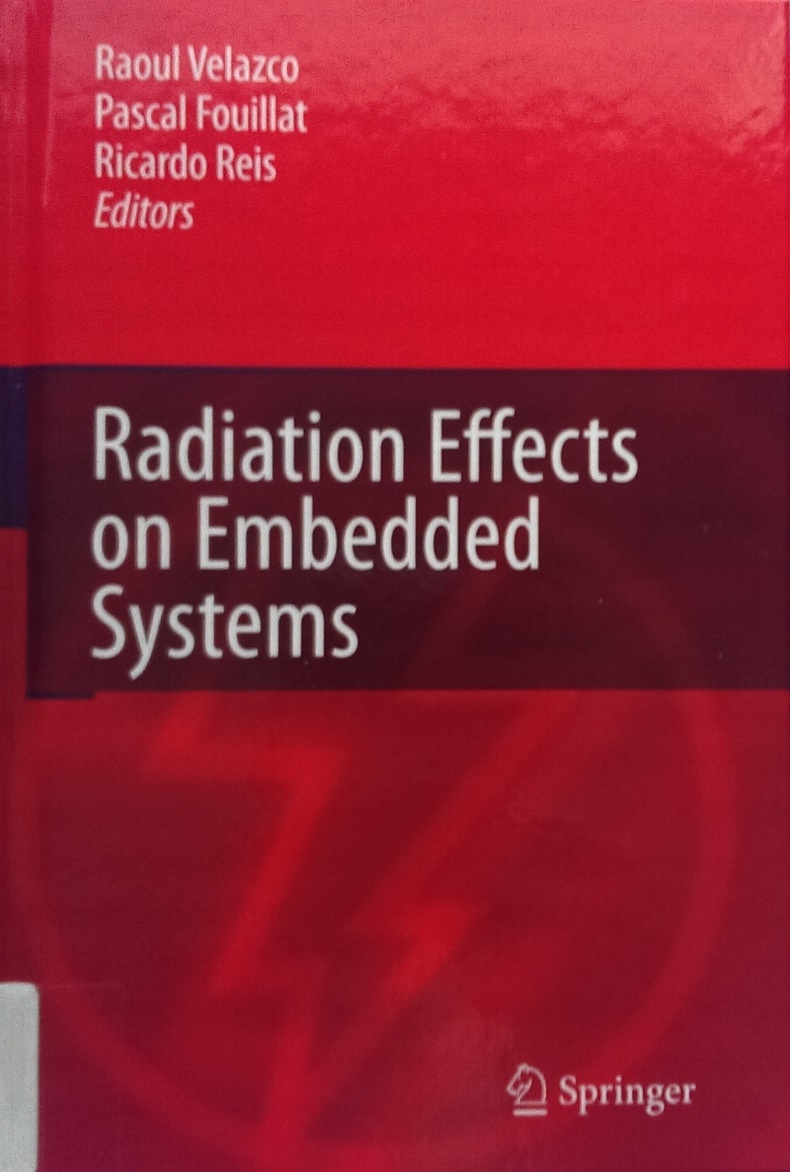 Raoul Velazco
Pascal Fouillat
Ricardo Reis
Editors
Radiation Effects
on Embedded
Systems
Springer